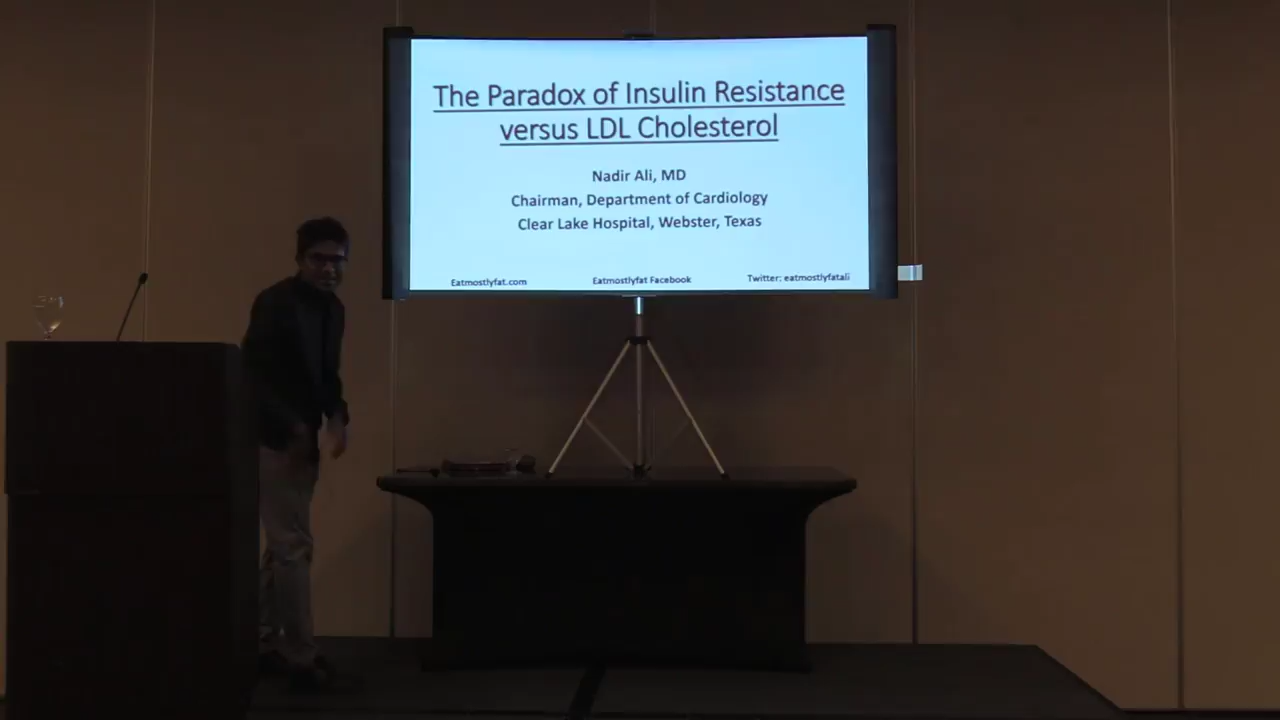 The Paradox of Insulin Resistance
versus LDL Cholesterol
Nadir Ali, MD
Chairman, Department of Cardiology
Clear Lake Hospital, Webster, Texas
Eatmostlyfat.com Eatmostlyfat Facebook Twitter: eatmostlyfatali